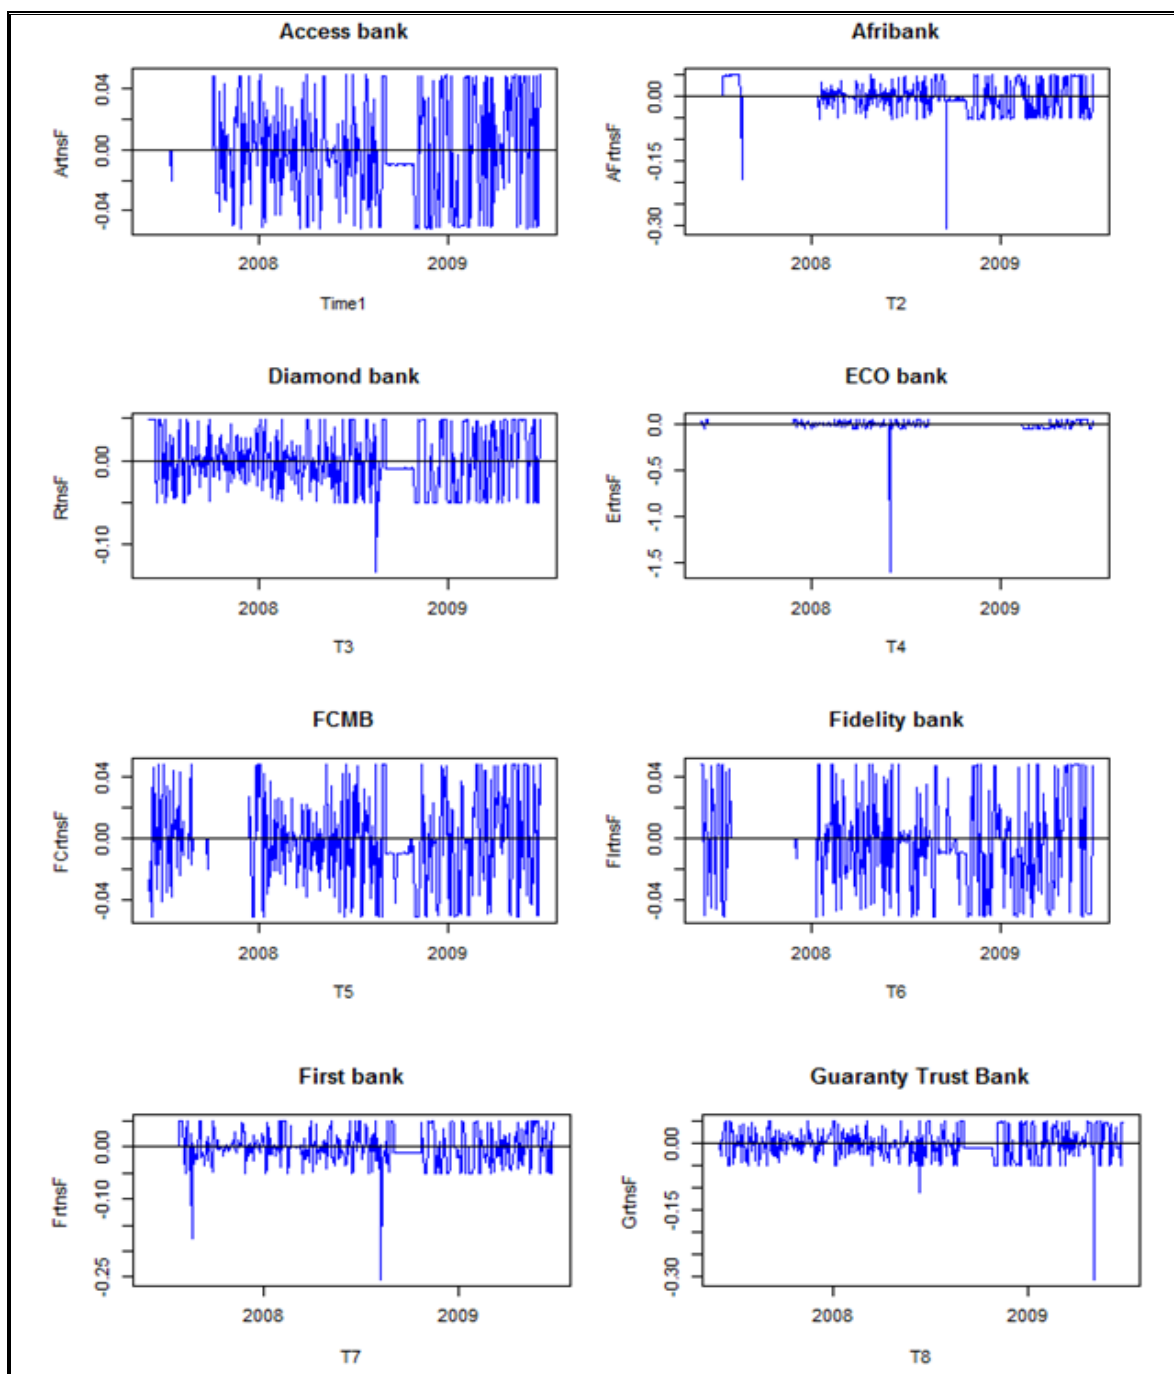 Access bank
ArtnsF
0.04
0.00
-0.04
2008 2009
Time1
Afribank
AFrtnsF
0.00
-0.15
-0.30
2008 2009
T2
Diamond bank
RtnsF
0.00
-0.10
2008 2009
T3
ECO bank
ErtnsF
0.0
-0.5
-1.0
-1.5
2008 2009
T4
FCMB
FCrtnsF
0.04
0.00
-0.04
2008 2009
T5
Fidelity bank
FIrtnsF
0.04
0.00
-0.04
2008 2009
T6
First bank
FrtnsF
0.00
-0.10
-0.25
2008 2009
T7
Guaranty Trust Bank
GrtnsF
0.00
-0.15
-0.30
2008 2009
T8